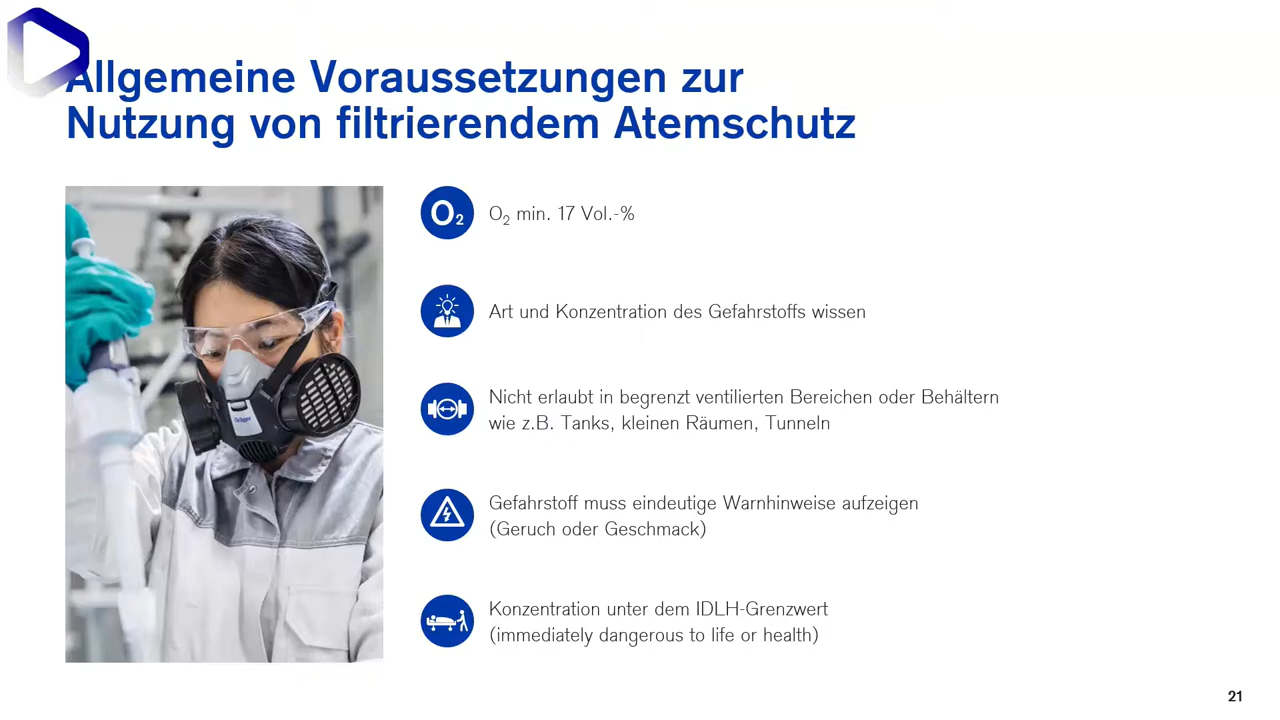 Allgemeine Voraussetzungen zur
Nutzung von filtrierendem Atemschutz
O₂
O₂ min. 17 Vol.-%
Art und Konzentration des Gefahrstoffs wissen
Nicht erlaubt in begrenzt ventilierten Bereichen oder Behältern
wie z.B. Tanks, kleinen Räumen, Tunneln
Gefahrstoff muss eindeutige Warnhinweise aufzeigen
(Geruch oder Geschmack)
Konzentration unter dem IDLH-Grenzwert
(immediately dangerous to life or health)
Dräger
21